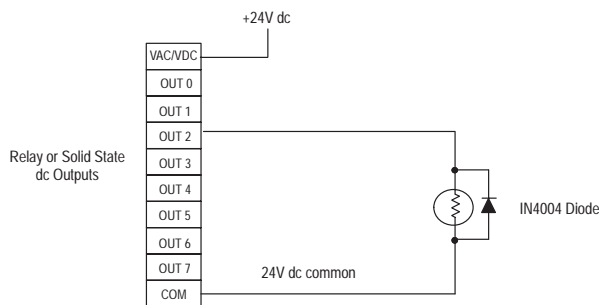 +24V dc
VAC/VDC
OUT 0
OUT 1
OUT 2
OUT 3
OUT 4
OUT 5
OUT 6
OUT 7
COM
Relay or Solid State
dc Outputs
IN4004 Diode
24V dc common